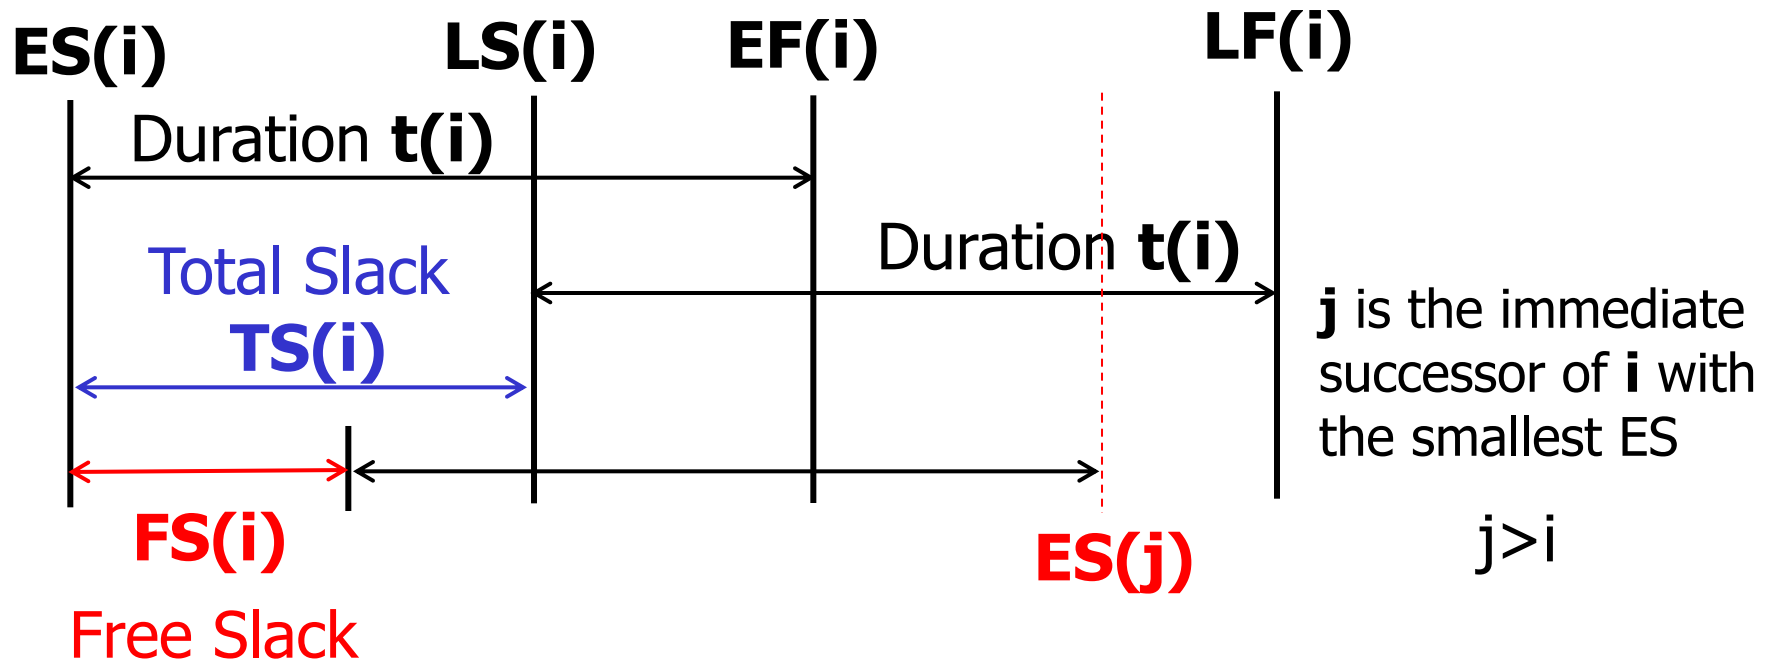 ES(i)
LS(i)
EF(i)
LF(i)
Duration t(i)
Duration t(i)
Total Slack
TS(i)
j is the immediate
successor of i with
the smallest ES
FS(i)
ES(j)
j>i
Free Slack